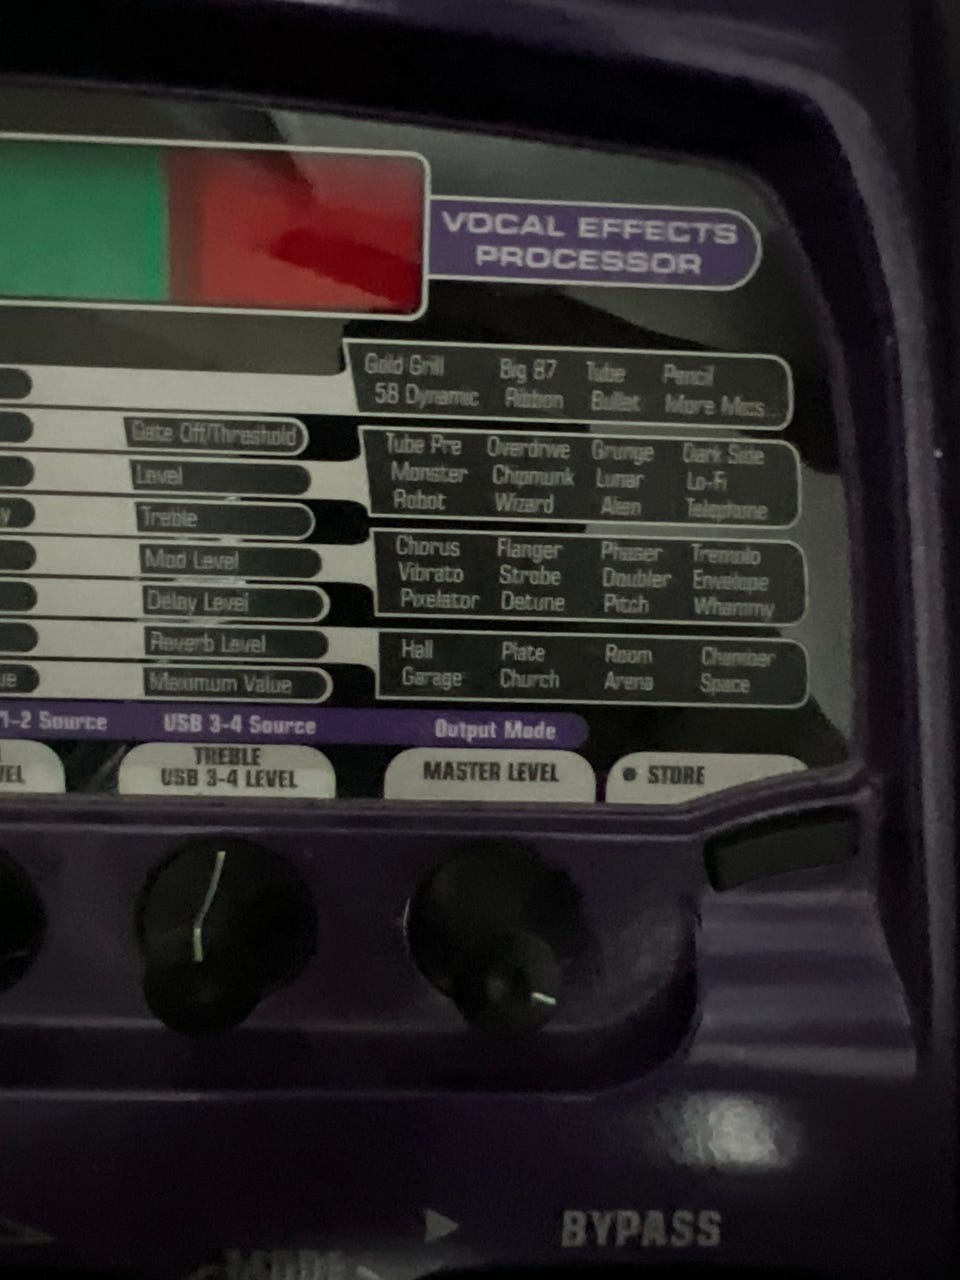 VOCAL EFFECTS
PROCESSOR
Gold Grill Big 87 Tube Pencil
58 Dynamic Ribbon Bullet More Mics...
Gate Off/Threshold
Tube Pre Overdrive Grunge Dark Side
Level
Monster Chipmunk Lunar Lo-Fi
Robot Wizard Alien Telephone
Treble
Chorus Flanger Phaser Tremolo
Mod Level
Vibrato Strobe Doubler Envelope
Pixelator Detune Pitch Whammy
Delay Level
Reverb Level
Hall Plate Room Chamber
Garage Church Arena Space
Maximum Value
1-2 Source USB 3-4 Source Output Mode
TREBLE
USB 3-4 LEVEL
MASTER LEVEL
STORE
BYPASS